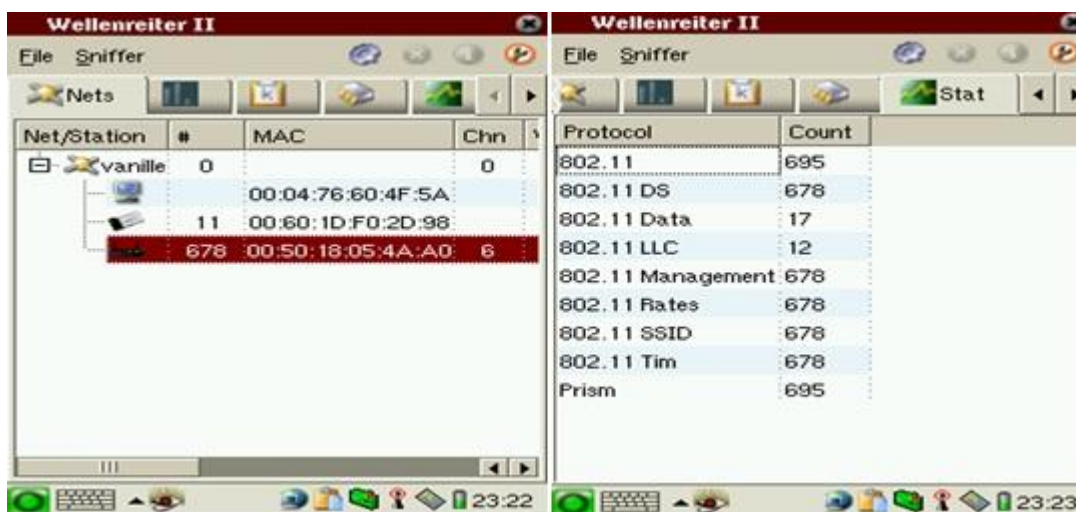 Wellenreiter II
File Sniffer
Nets
Net/Station # MAC Chn
vanille 0 0
00:04:76:60:4F:5A
11 00:60:1D:F0:2D:98
678 00:50:18:05:4A:A0 6
23:22
Wellenreiter II
File Sniffer
Stat
Protocol Count
802.11 695
802.11 DS 678
802.11 Data 17
802.11 LLC 12
802.11 Management 678
802.11 Rates 678
802.11 SSID 678
802.11 Tim 678
Prism 695
23:23